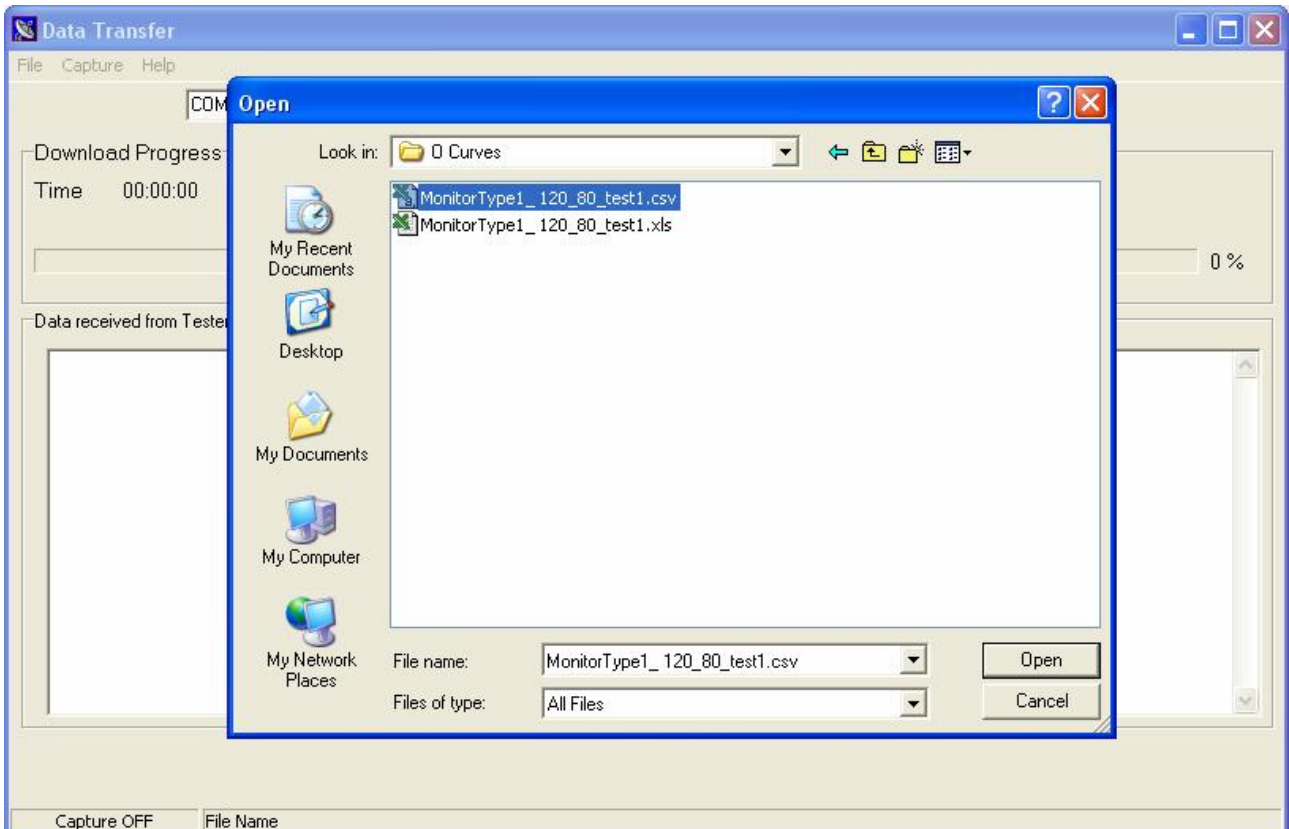 Data Transfer
File Capture Help
COM
Open
Download Progress
Look in: O Curves
Time 00:00:00
MonitorType1_ 120_80_test1.csv
MonitorType1_ 120_80_test1.xls
My Recent
Documents
0 %
Data received from Tester
Desktop
My Documents
My Computer
My Network
Places
File name: MonitorType1_ 120_80_test1.csv
Open
Files of type: All Files
Cancel
Capture OFF File Name